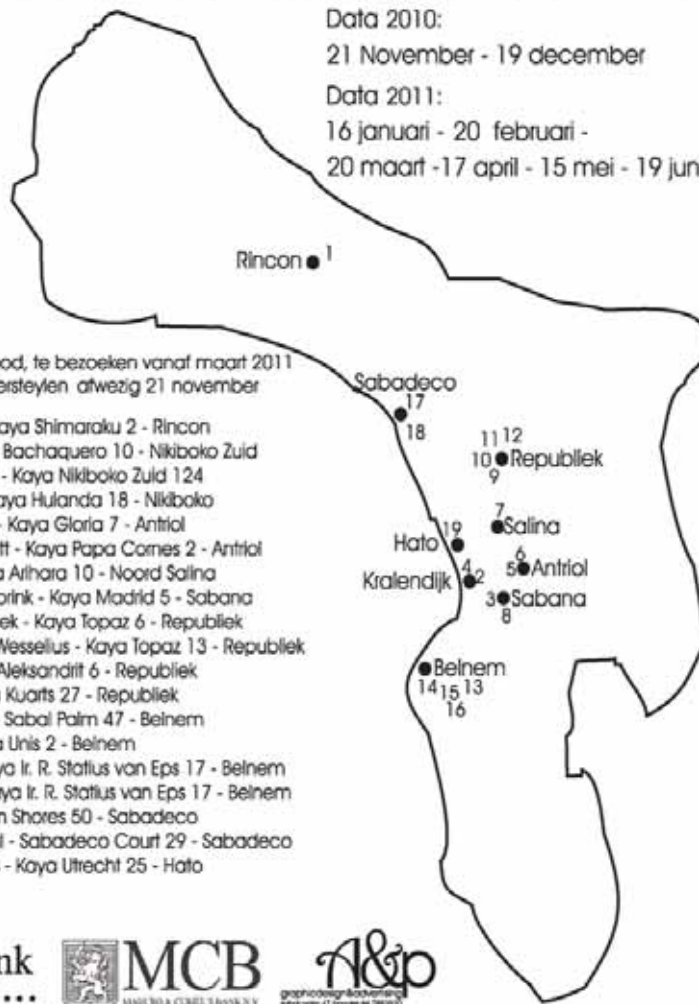 Data 2010:
21 November - 19 december
Data 2011:
16 januari - 20 februari -
20 maart -17 april - 15 mei - 19 jun
Rincon 1
te bezoeken vanaf maart 2011
afwezig 21 november
Sabadeco
17
18
aya Shimaraku 2 - Rincon
Bachaquero 10 - Nikiboko Zuid
- Kaya Nikiboko Zuid 124
aya Hulanda 18 - Nikiboko
- Kaya Gloria 7 - Antriol
tt - Kaya Papa Cornes 2 - Antriol
a Arihara 10 - Noord Salina
orink - Kaya Madrid 5 - Sabana
ek - Kaya Topaz 6 - Republiek
Wesselius - Kaya Topaz 13 - Republiek
Aleksandrit 6 - Republiek
a Kuarts 27 - Republiek
Sabal Palm 47 - Belnem
a Unis 2 - Belnem
ya Ir. R. Statius van Eps 17 - Belnem
aya Ir. R. Statius van Eps 17 - Belnem
n Shores 50 - Sabadeco
l - Sabadeco Court 29 - Sabadeco
- Kaya Utrecht 25 - Hato
11 12
10 Republiek
9
7
Salina
19
Hato
6
5 Antriol
4
Kralendijk 2
3 Sabana
8
Belnem
14 15 13
16
nk
MCB
A&p
graphicdesign&advertising